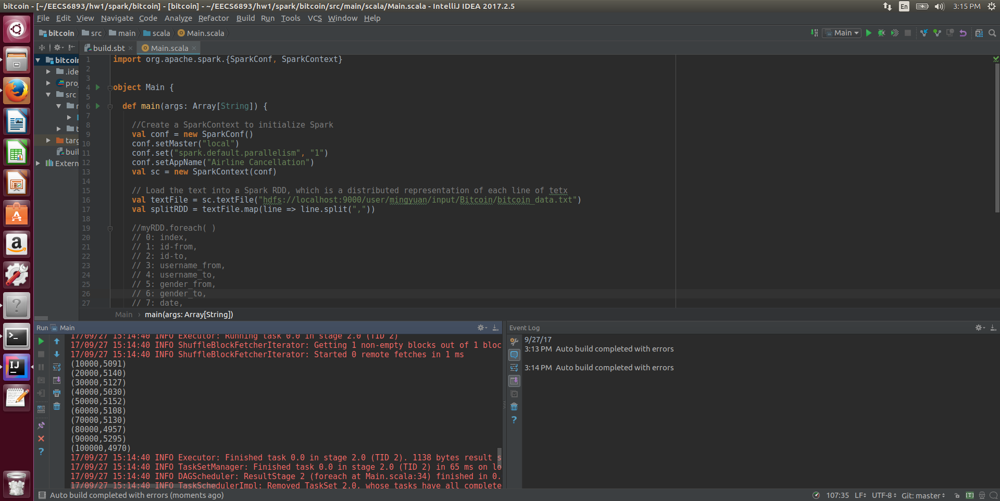 bitcoin - [~/EECS6893/hw1/spark/bitcoin] - [bitcoin] - ~/EECS6893/hw1/spark/bitcoin/src/main/scala/Main.scala - IntelliJ IDEA 2017.2.5
En
3:15 PM
File Edit View Navigate Code Analyze Refactor Build Run Tools VCS Window Help
bitcoin src main scala Main.scala
Main
build.sbt
Main.scala
bitcoin
.ide
proj
src
targ
buil
Extern
1 import org.apache.spark.{SparkConf, SparkContext}
2
3
4 object Main {
5
6 def main(args: Array[String]) {
7
8 //Create a SparkContext to initialize Spark
9 val conf = new SparkConf()
10 conf.setMaster("local")
11 conf.set("spark.default.parallelism", "1")
12 conf.setAppName("Airline Cancellation")
13 val sc = new SparkContext(conf)
14
15 // Load the text into a Spark RDD, which is a distributed representation of each line of tetx
16 val textFile = sc.textFile("hdfs://localhost:9000/user/mingyuan/input/Bitcoin/bitcoin_data.txt")
17 val splitRDD = textFile.map(line => line.split(","))
18
19 //myRDD.foreach( )
20 // 0: index,
21 // 1: id-from,
22 // 2: id-to,
23 // 3: username_from,
24 // 4: username_to,
25 // 5: gender_from,
26 // 6: gender_to,
27 // 7: date,
Main › main(args: Array[String])
Run Main
17/09/27 15:14:40 INFO Executor: Running task 0.0 in stage 2.0 (TID 2)
17/09/27 15:14:40 INFO ShuffleBlockFetcherIterator: Getting 1 non-empty blocks out of 1 bloc
17/09/27 15:14:40 INFO ShuffleBlockFetcherIterator: Started 0 remote fetches in 1 ms
(10000,5091)
(20000,5140)
(30000,5127)
(40000,5030)
(50000,5152)
(60000,5108)
(70000,5130)
(80000,4957)
(90000,5295)
(100000,4970)
17/09/27 15:14:40 INFO Executor: Finished task 0.0 in stage 2.0 (TID 2). 1138 bytes result s
17/09/27 15:14:40 INFO TaskSetManager: Finished task 0.0 in stage 2.0 (TID 2) in 65 ms on lo
17/09/27 15:14:40 INFO DAGScheduler: ResultStage 2 (foreach at Main.scala:34) finished in 0.
17/09/27 15:14:40 INFO TaskSchedulerImpl: Removed TaskSet 2.0, whose tasks have all complete
Event Log
9/27/17
3:13 PM Auto build completed with errors
3:14 PM Auto build completed with errors
Auto build completed with errors (moments ago)
107:35 LF UTF-8 Git: master
[T]